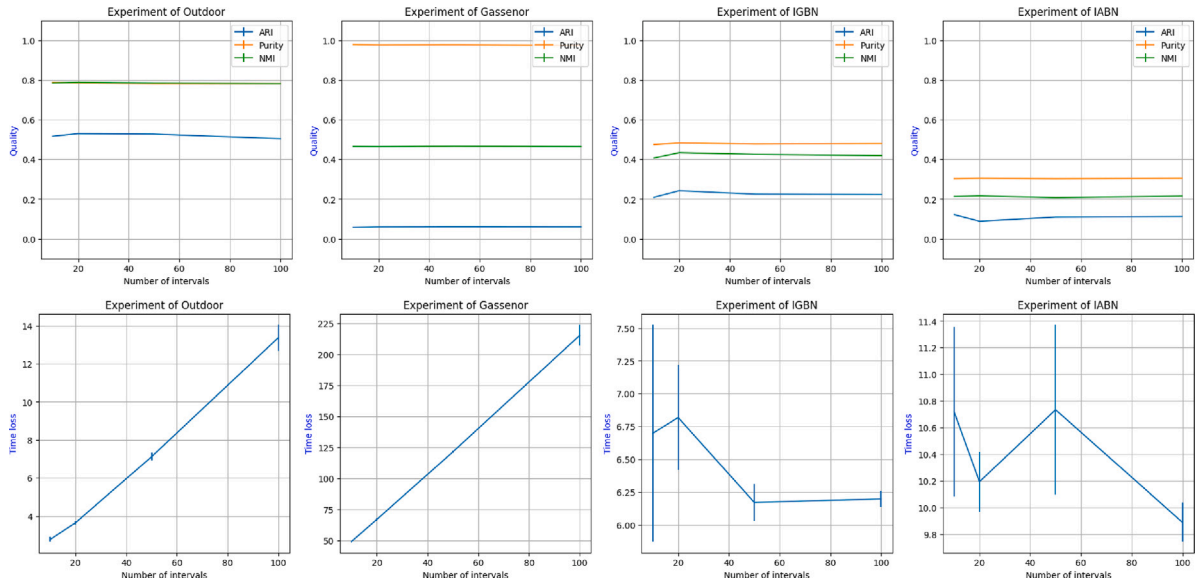 Experiment of Outdoor
1.0
0.8
0.6
0.4
0.2
0.0
Quality
20
40
60
80
100
Number of intervals
ARI
Purity
NMI
Experiment of Gassenor
1.0
0.8
0.6
0.4
0.2
0.0
Quality
20
40
60
80
100
Number of intervals
ARI
Purity
NMI
Experiment of IGBN
1.0
0.8
0.6
0.4
0.2
0.0
Quality
20
40
60
80
100
Number of intervals
ARI
Purity
NMI
Experiment of IABN
1.0
0.8
0.6
0.4
0.2
0.0
Quality
20
40
60
80
100
Number of intervals
ARI
Purity
NMI
Experiment of Outdoor
14
12
10
8
6
4
Time loss
20
40
60
80
100
Number of intervals
Experiment of Gassenor
225
200
175
150
125
100
75
50
Time loss
20
40
60
80
100
Number of intervals
Experiment of IGBN
7.50
7.25
7.00
6.75
6.50
6.25
6.00
Time loss
20
40
60
80
100
Number of intervals
Experiment of IABN
11.4
11.2
11.0
10.8
10.6
10.4
10.2
10.0
9.8
Time loss
20
40
60
80
100
Number of intervals